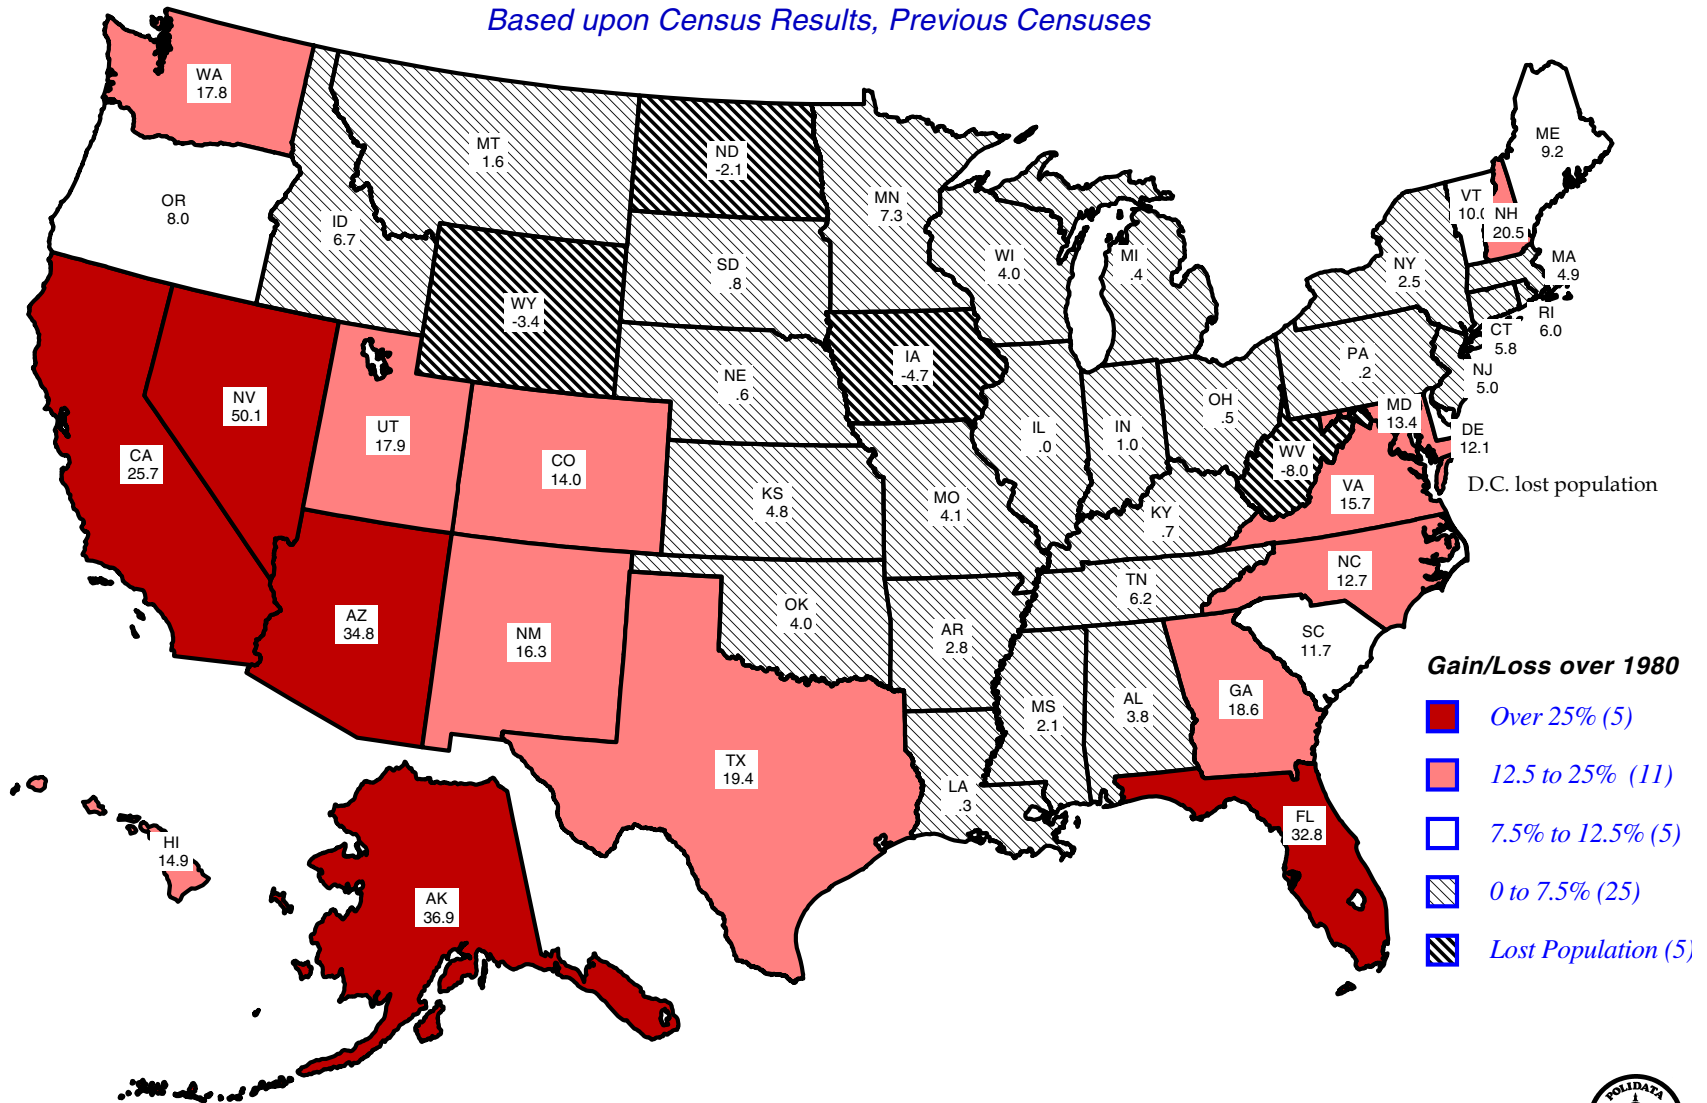 Based upon Census Results, Previous Censuses
WA
17.8
OR
8.0
MT
1.6
ID
6.7
ND
-2.1
MN
7.3
SD
.8
WY
-3.4
WI
4.0
MI
.4
ME
9.2
VT
10.0
NH
20.5
NY
2.5
MA
4.9
RI
6.0
CT
5.8
PA
.2
NJ
5.0
MD
13.4
DE
12.1
D.C. lost population
IA
-4.7
NE
.6
NV
50.1
CA
25.7
UT
17.9
CO
14.0
KS
4.8
MO
4.1
IL
.0
IN
1.0
OH
.5
WV
-8.0
VA
15.7
KY
.7
NC
12.7
TN
6.2
SC
11.7
AZ
34.8
NM
16.3
OK
4.0
AR
2.8
MS
2.1
AL
3.8
GA
18.6
TX
19.4
LA
.3
FL
32.8
HI
14.9
AK
36.9
Gain/Loss over 1980
Over 25% (5)
12.5 to 25% (11)
7.5% to 12.5% (5)
0 to 7.5% (25)
Lost Population (5)
POLIDATA